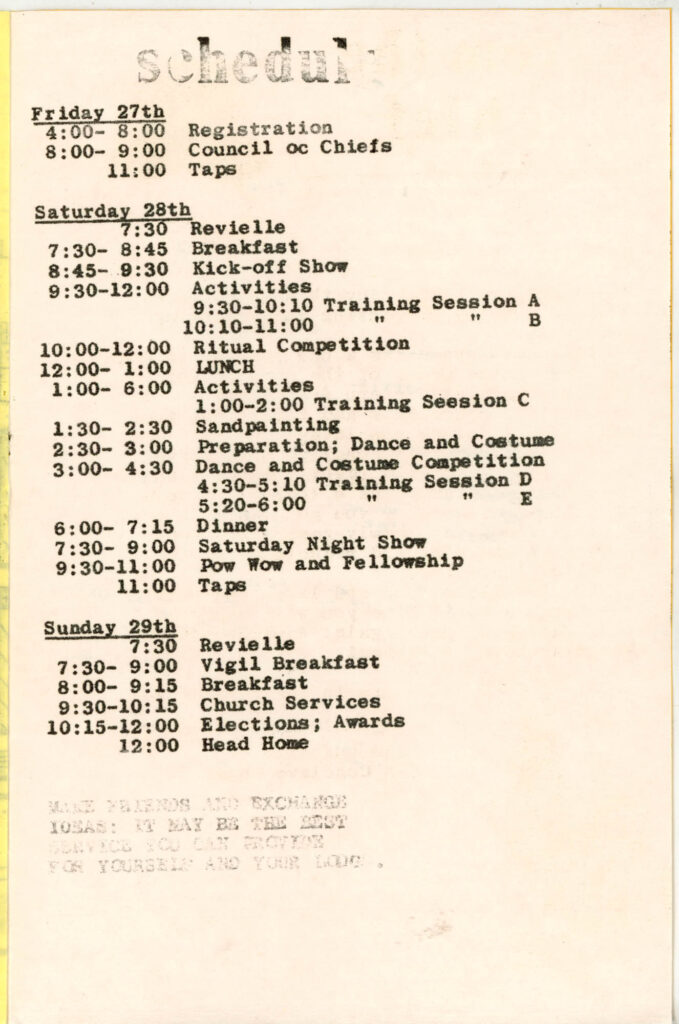 schedul
Friday 27th
4:00- 8:00 Registration
8:00- 9:00 Council oc Chiefs
11:00 Taps
Saturday 28th
7:30 Revielle
7:30- 8:45 Breakfast
8:45- 9:30 Kick-off Show
9:30-12:00 Activities
9:30-10:10 Training Session A
10:10-11:00 " " B
10:00-12:00 Ritual Competition
12:00- 1:00 LUNCH
1:00- 6:00 Activities
1:00-2:00 Training Seesion C
1:30- 2:30 Sandpainting
2:30- 3:00 Preparation; Dance and Costume
3:00- 4:30 Dance and Costume Competition
4:30-5:10 Training Session D
5:20-6:00 " " E
6:00- 7:15 Dinner
7:30- 9:00 Saturday Night Show
9:30-11:00 Pow Wow and Fellowship
11:00 Taps
Sunday 29th
7:30 Revielle
7:30- 9:00 Vigil Breakfast
8:00- 9:15 Breakfast
9:30-10:15 Church Services
10:15-12:00 Elections; Awards
12:00 Head Home
MAKE FRIENDS AND EXCHANGE
IDEAS: IT MAY BE THE BEST
SERVICE YOU CAN PROVIDE
FOR YOURSELF AND YOUR LODGE.